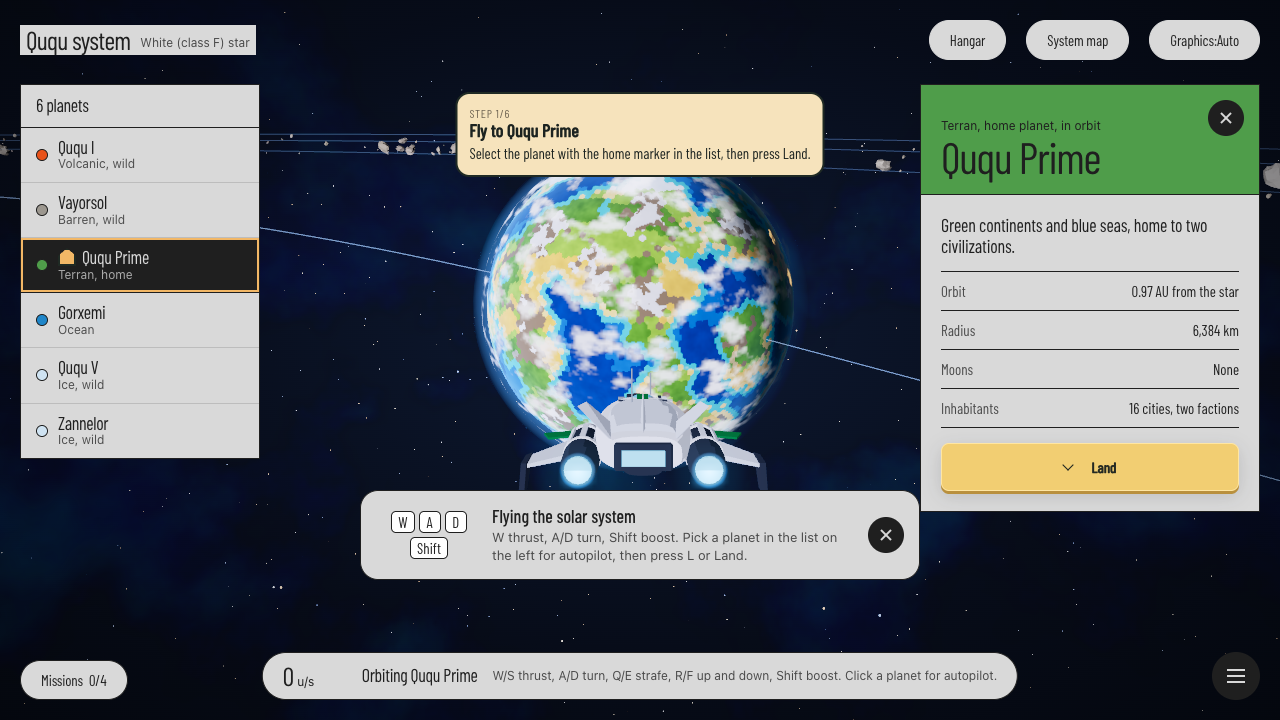 Ququ system White (class F) star
Hangar
System map
Graphics:Auto
6 planets
Ququ I
Volcanic, wild
Vayorsol
Barren, wild
Ququ Prime
Terran, home
Gorxemi
Ocean
Ququ V
Ice, wild
Zannelor
Ice, wild
STEP 1/6
Fly to Ququ Prime
Select the planet with the home marker in the list, then press Land.
Terran, home planet, in orbit
Ququ Prime
Green continents and blue seas, home to two
civilizations.
Orbit 0.97 AU from the star
Radius 6,384 km
Moons None
Inhabitants 16 cities, two factions
Land
W A D
Shift
Flying the solar system
W thrust, A/D turn, Shift boost. Pick a planet in the list on
the left for autopilot, then press L or Land.
Missions 0/4
0 u/s Orbiting Ququ Prime W/S thrust, A/D turn, Q/E strafe, R/F up and down, Shift boost. Click a planet for autopilot.